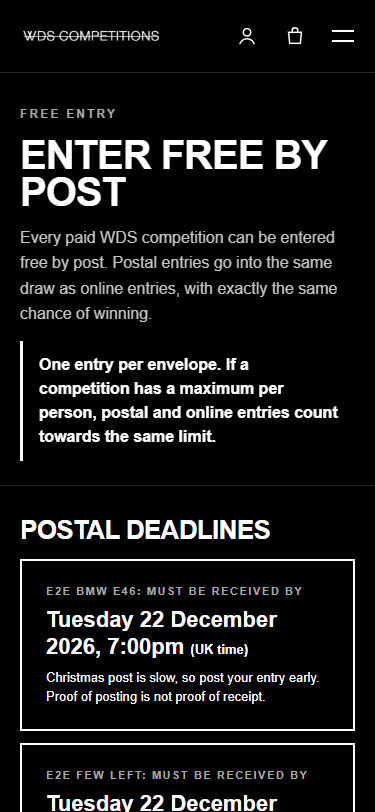 WDS COMPETITIONS
FREE ENTRY
ENTER FREE BY
POST
Every paid WDS competition can be entered
free by post. Postal entries go into the same
draw as online entries, with exactly the same
chance of winning.
One entry per envelope. If a
competition has a maximum per
person, postal and online entries count
towards the same limit.
POSTAL DEADLINES
E2E BMW E46: MUST BE RECEIVED BY
Tuesday 22 December
2026, 7:00pm (UK time)
Christmas post is slow, so post your entry early.
Proof of posting is not proof of receipt.
E2E FEW LEFT: MUST BE RECEIVED BY
Tuesday 22 December